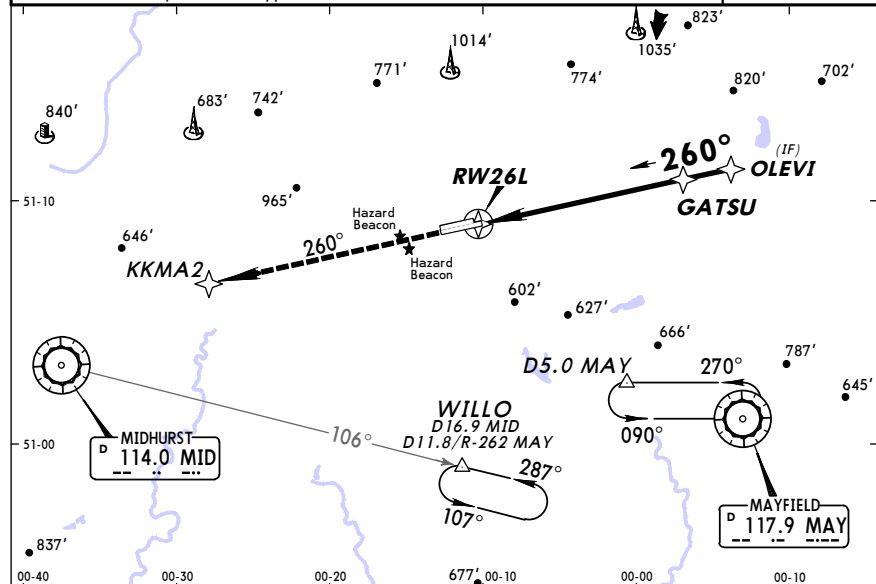 823'
1035'
1014'
774'
771'
820'
702'
840'
683'
742'
260°
(IF)
OLEVI
RW26L
GATSU
51-10
965'
Hazard
Beacon
260°
Hazard
Beacon
646'
KKMA2
602'
627'
666'
787'
D5.0 MAY
270°
645'
090°
WILLO
D16.9 MID
D11.8/R-262 MAY
106°
MIDHURST
D 114.0 MID
51-00
287°
107°
MAYFIELD
D 117.9 MAY
837'
677'
00-40
00-30
00-20
00-10
00-00
00-10